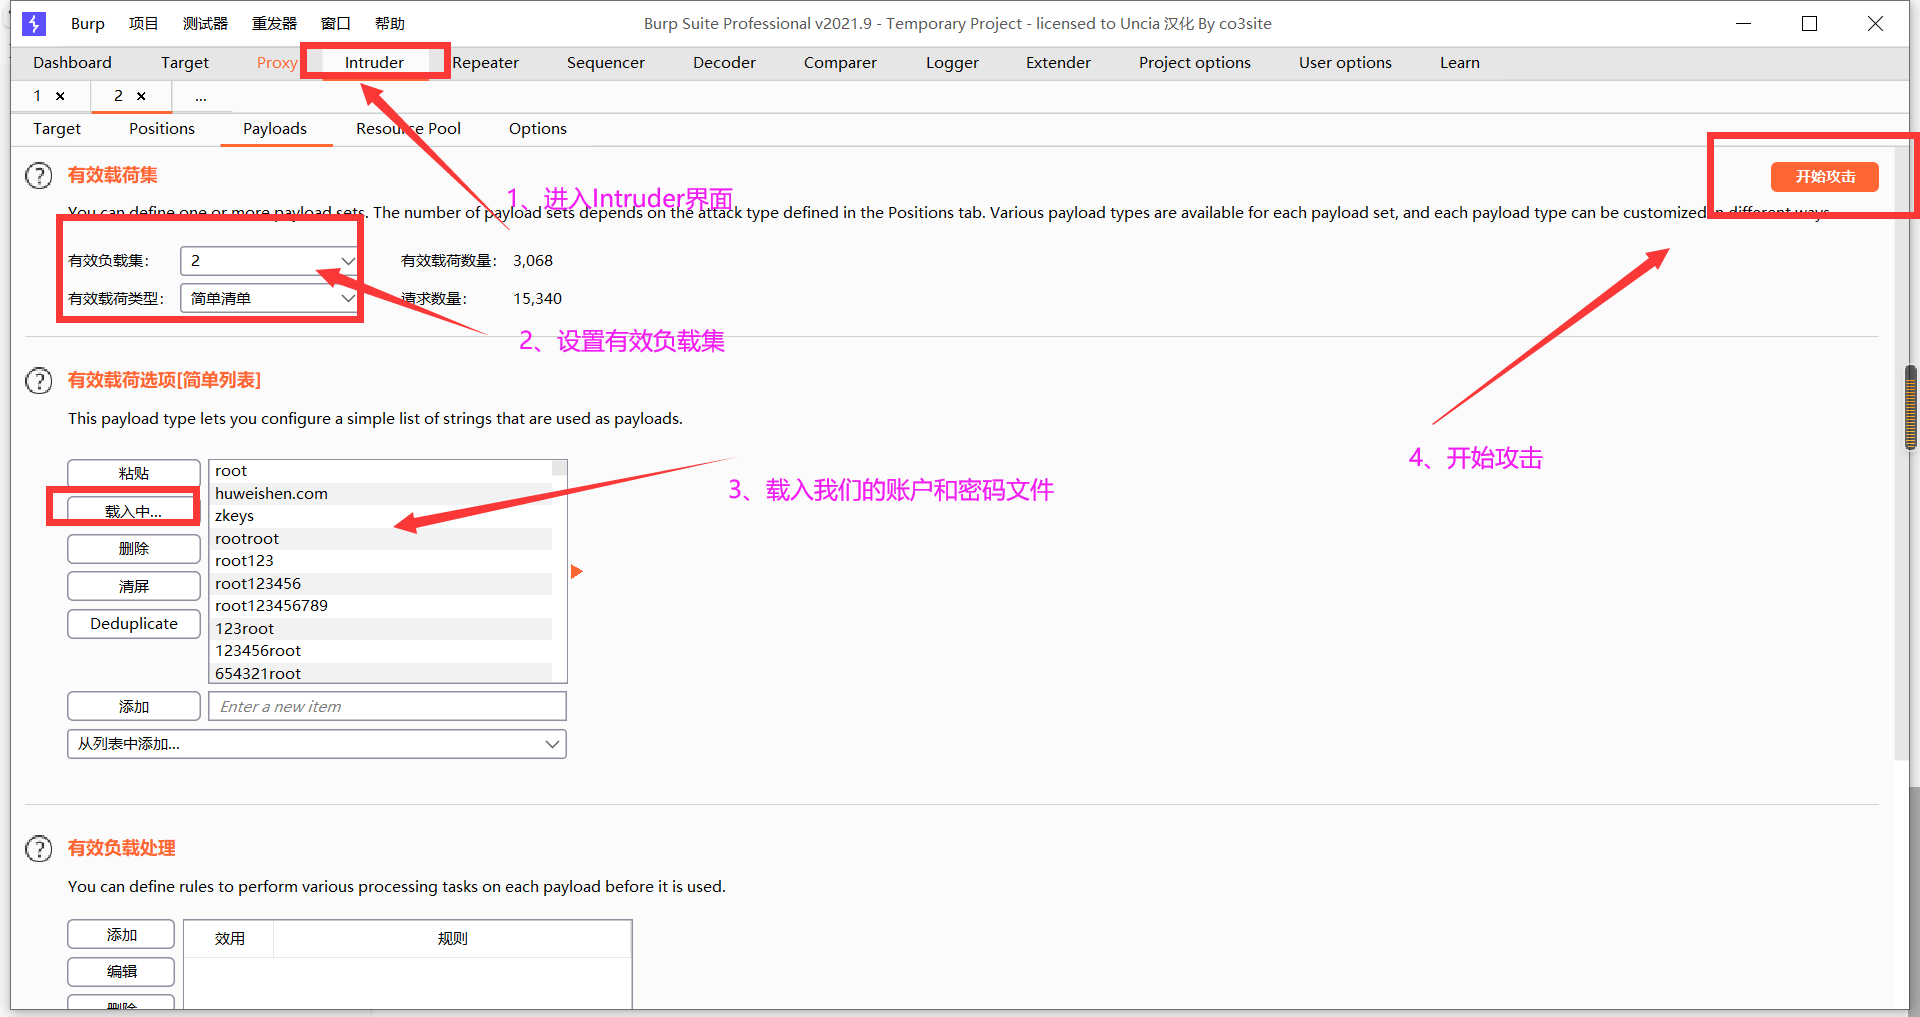 Burp 项目 测试器 重发器 窗口 帮助 Burp Suite Professional v2021.9 - Temporary Project - licensed to Uncia 汉化 By co3site
Dashboard Target Proxy Intruder Repeater Sequencer Decoder Comparer Logger Extender Project options User options Learn
1 × 2 × ...
Target Positions Payloads Resource Pool Options
有效载荷集
开始攻击
1、进入Intruder界面
You can define one or more payload sets. The number of payload sets depends on the attack type defined in the Positions tab. Various payload types are available for each payload set, and each payload type can be customized in different ways.
有效负载集： 2 有效载荷数量： 3,068
有效载荷类型： 简单清单 请求数量： 15,340
2、设置有效负载集
有效载荷选项[简单列表]
This payload type lets you configure a simple list of strings that are used as payloads.
4、开始攻击
3、载入我们的账户和密码文件
粘贴
载入中...
删除
清屏
Deduplicate
root
huweishen.com
zkeys
rootroot
root123
root123456
root123456789
123root
123456root
654321root
添加 Enter a new item
从列表中添加...
有效负载处理
You can define rules to perform various processing tasks on each payload before it is used.
添加 效用 规则
编辑
删除